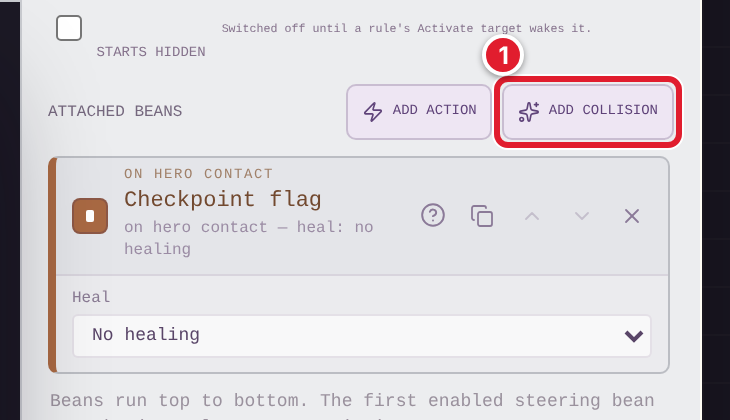 Switched off until a rule's Activate target wakes it.
STARTS HIDDEN
1
ATTACHED BEANS
ADD ACTION
ADD COLLISION
ON HERO CONTACT
Checkpoint flag
on hero contact — heal: no
healing
Heal
No healing
Beans run top to bottom. The first enabled steering bean